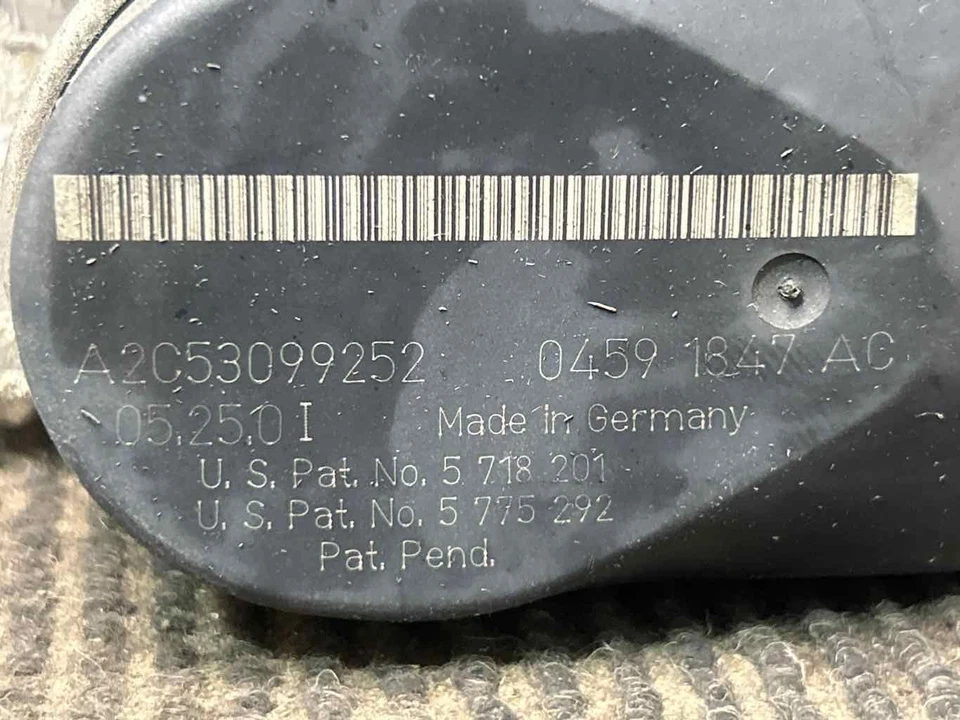 A2C53099252 0459 1847 AC
05.25.0 I Made in Germany
U. S. Pat. No. 5 718 201
U. S. Pat. No. 5 775 292
Pat. Pend.